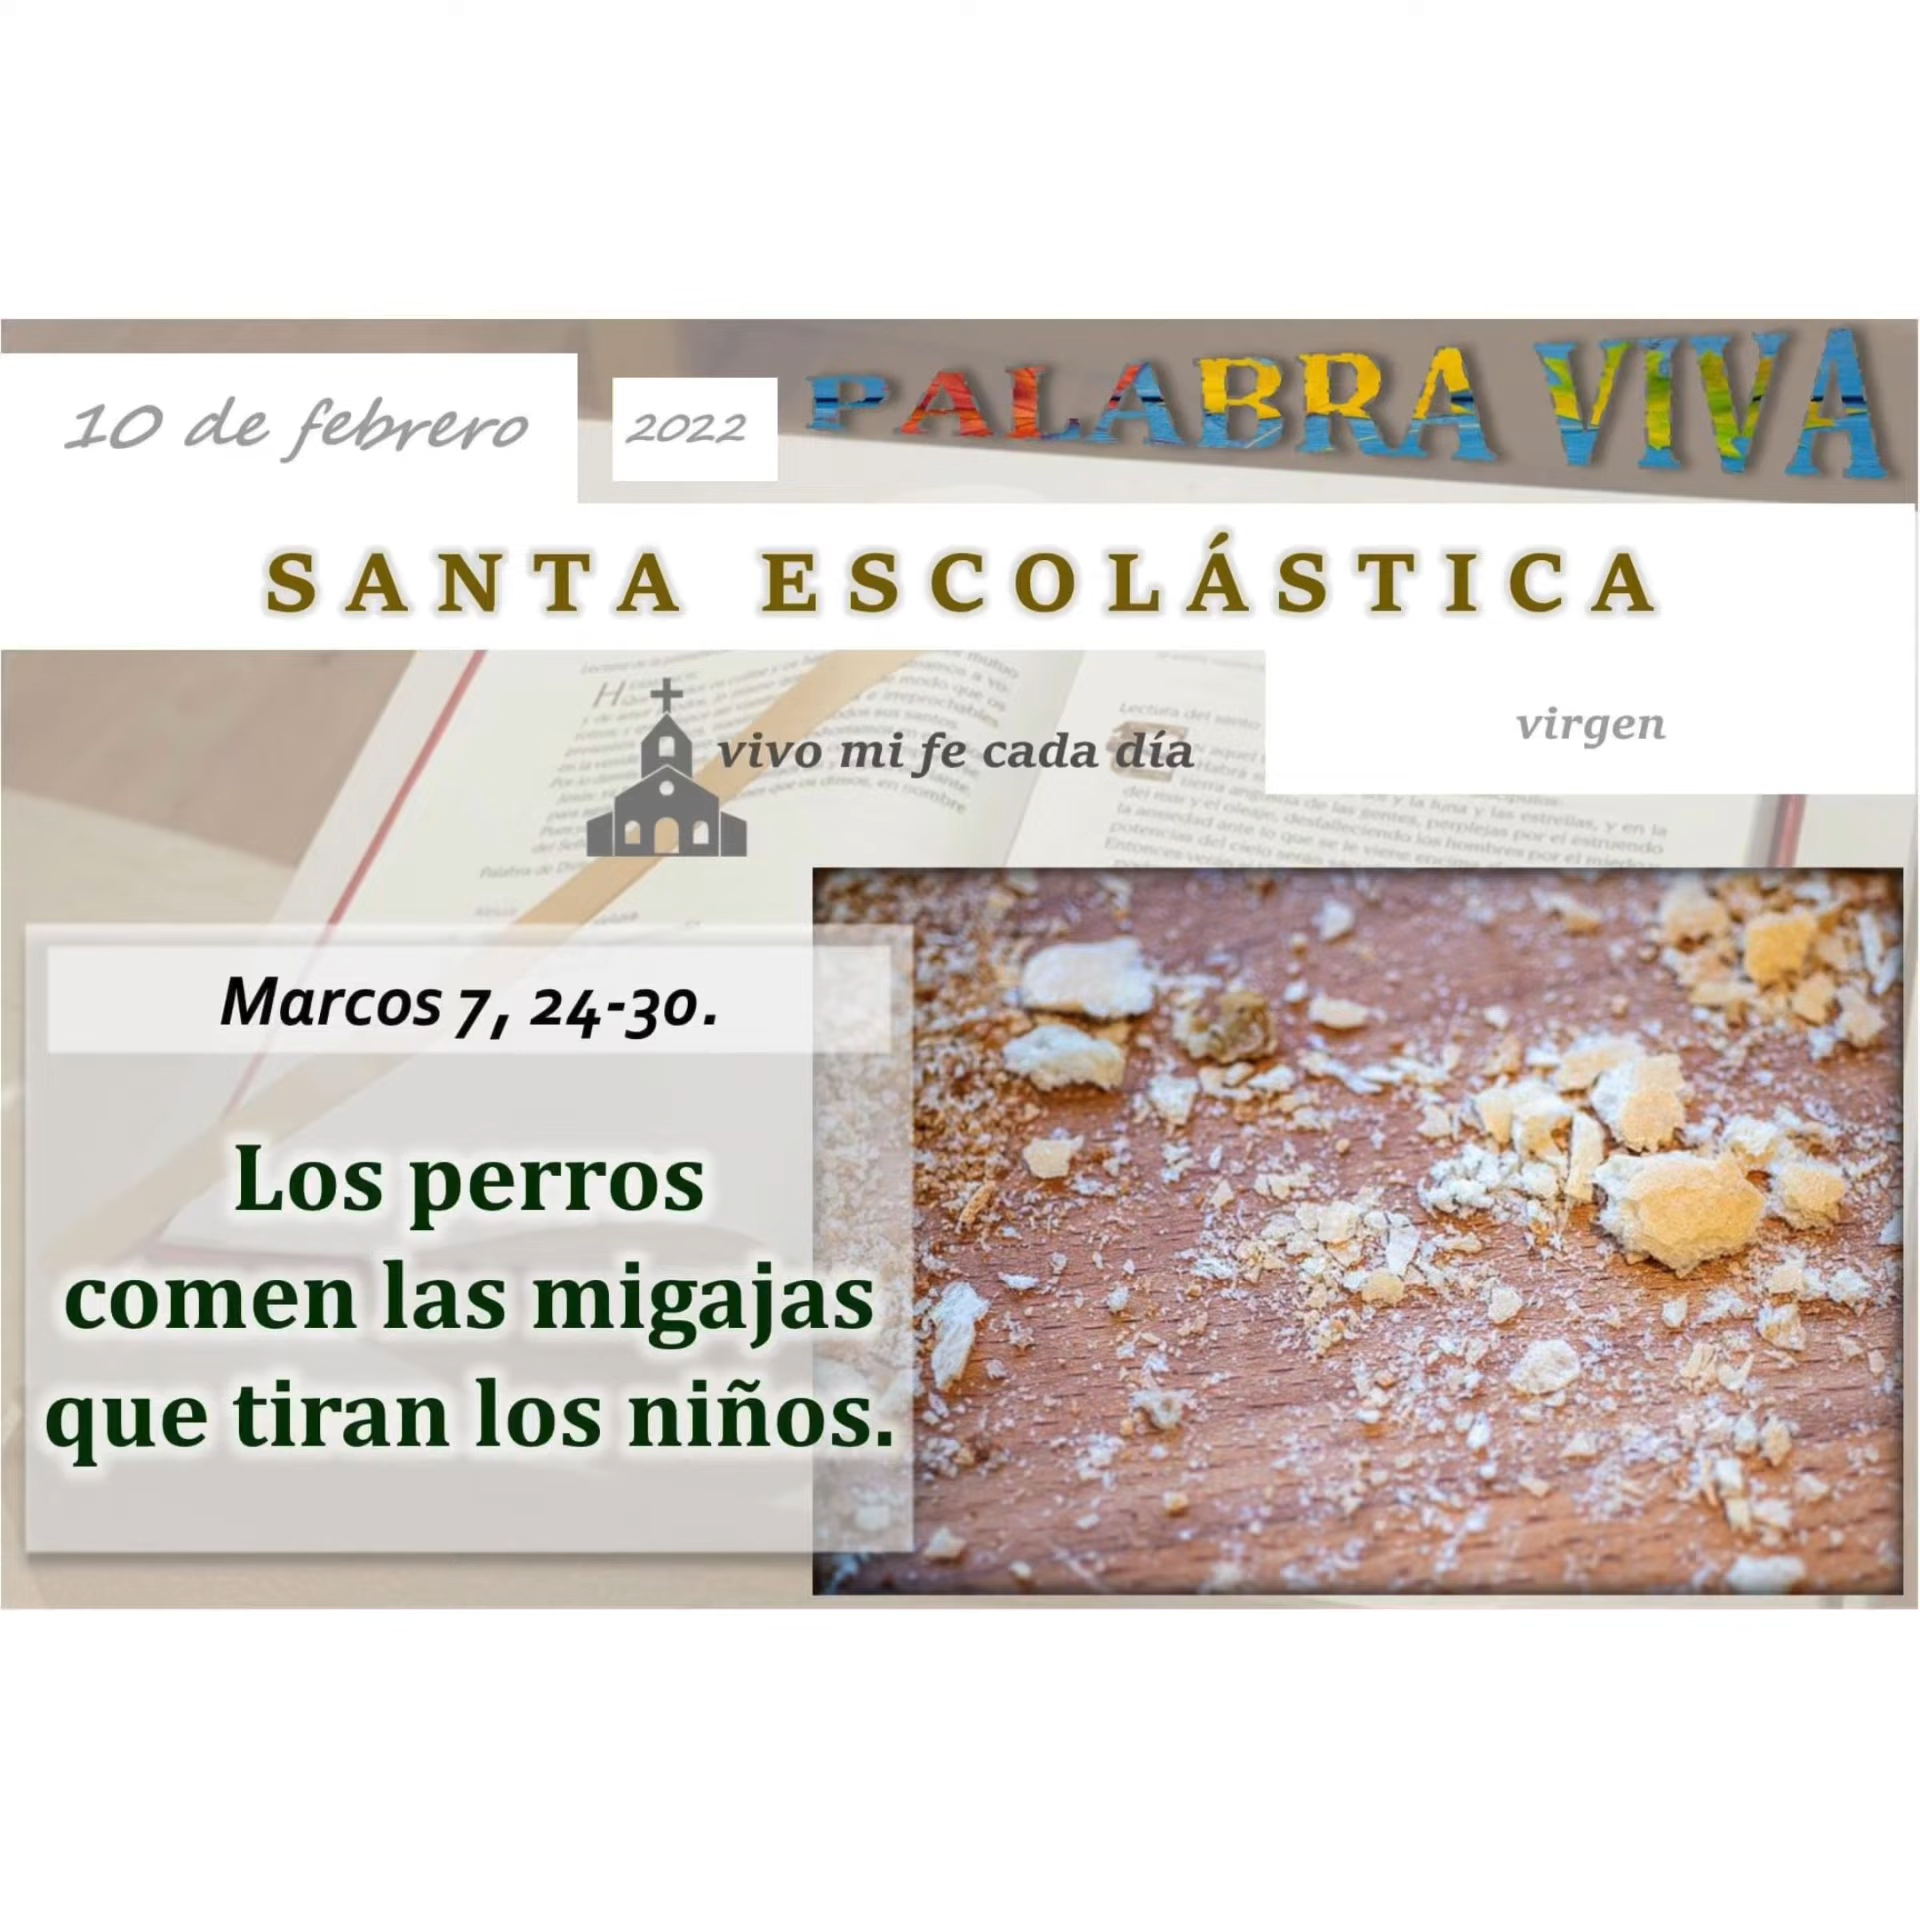 10 de febrero
2022
PALABRA VIVA
SANTA ESCOLÁSTICA
virgen
vivo mi fe cada día
Marcos 7, 24-30.
Los perros
comen las migajas
que tiran los niños.